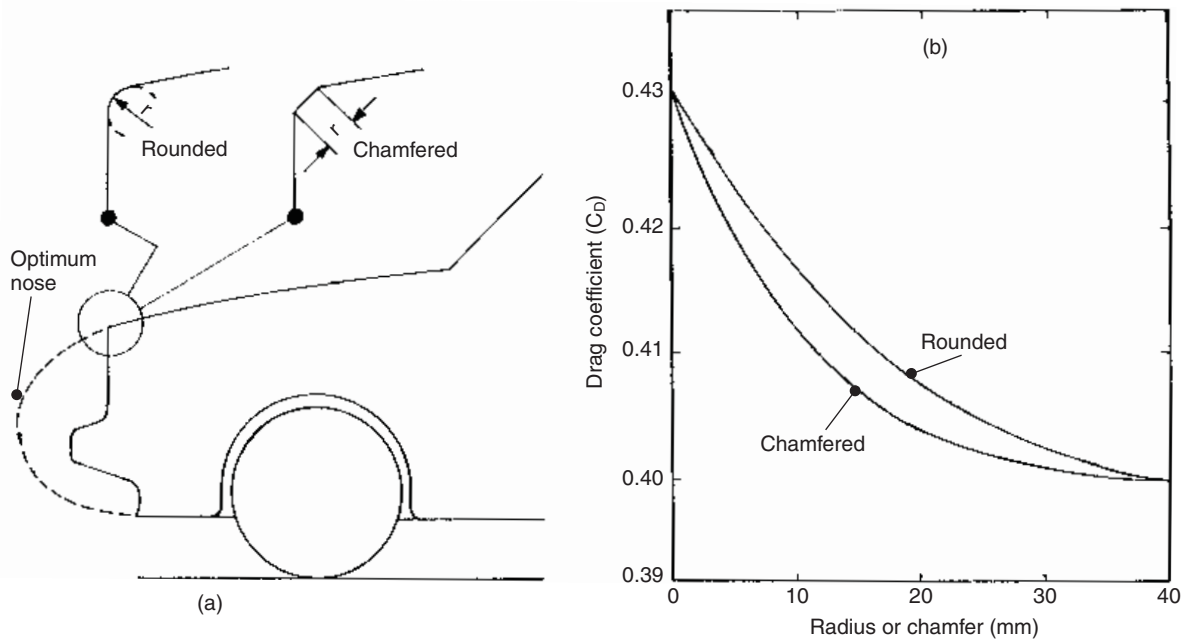 r
Rounded
r
Chamfered
Optimum
nose
(a)
(b)
0.43
0.42
0.41
0.40
0.39
Drag coefficient (C_D)
Rounded
Chamfered
0
10
20
30
40
Radius or chamfer (mm)